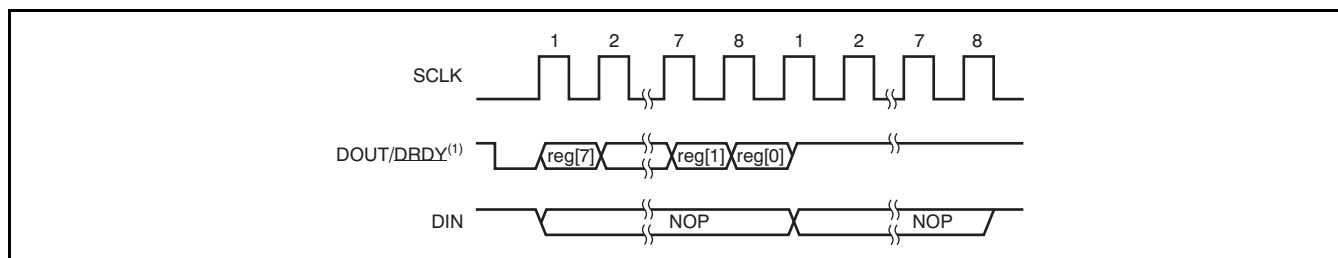 1 2 7 8 1 2 7 8
SCLK
DOUT/DRDY(1) reg[7] reg[1] reg[0]
DIN NOP NOP